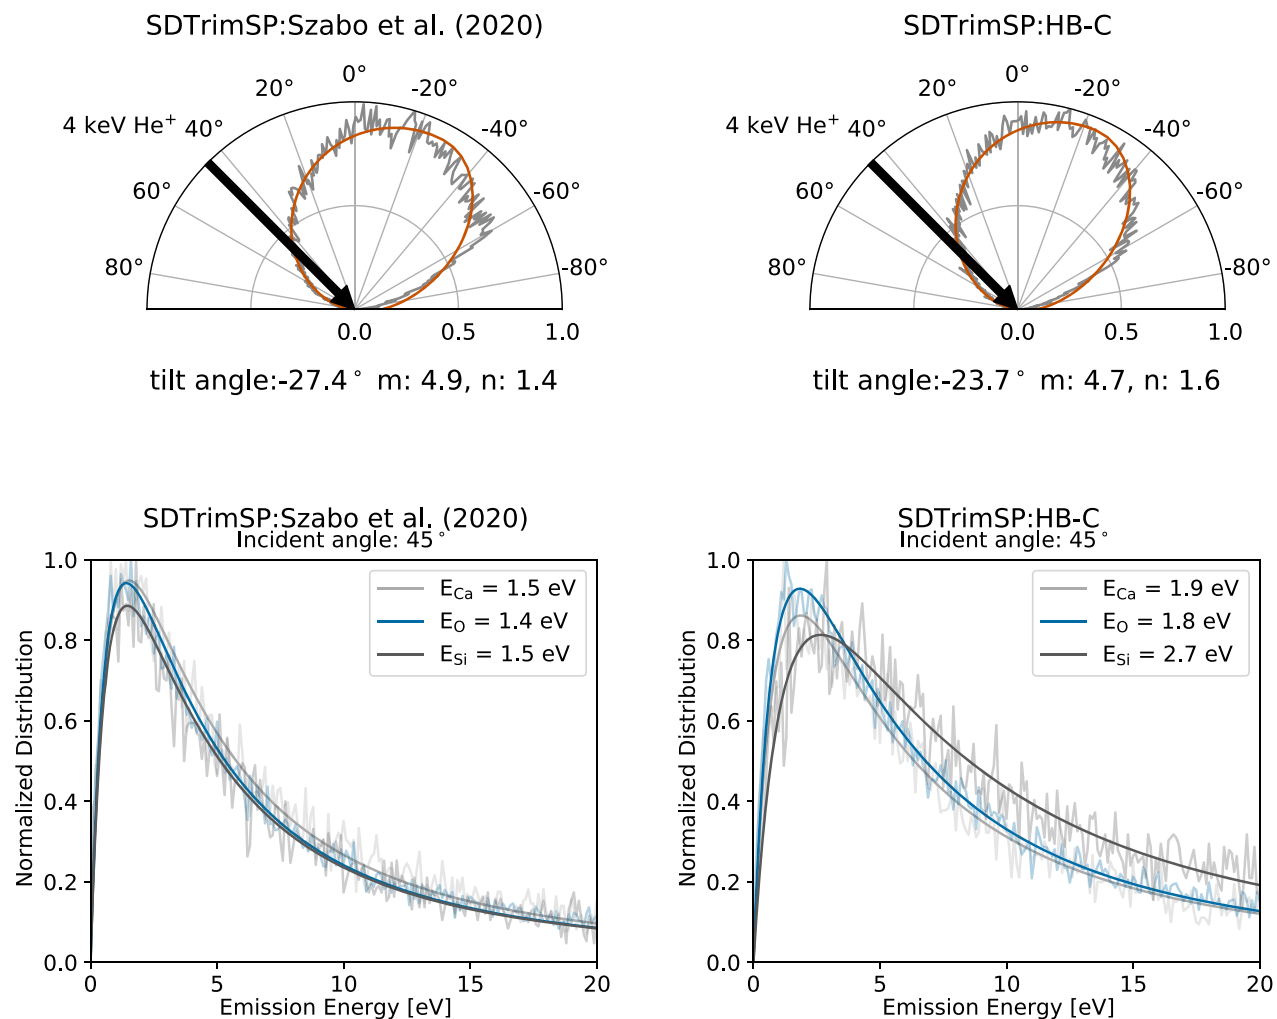 SDTrimSP:Szabo et al. (2020)
0°
20°
-20°
4 keV He⁺
40°
-40°
60°
-60°
80°
-80°
0.0
0.5
1.0
tilt angle:-27.4° m: 4.9, n: 1.4
SDTrimSP:HB-C
0°
20°
-20°
4 keV He⁺
40°
-40°
60°
-60°
80°
-80°
0.0
0.5
1.0
tilt angle:-23.7° m: 4.7, n: 1.6
SDTrimSP:Szabo et al. (2020)
Incident angle: 45°
1.0
0.8
0.6
0.4
0.2
0.0
Normalized Distribution
E_Ca = 1.5 eV
E_O = 1.4 eV
E_Si = 1.5 eV
0
5
10
15
20
Emission Energy [eV]
SDTrimSP:HB-C
Incident angle: 45°
1.0
0.8
0.6
0.4
0.2
0.0
Normalized Distribution
E_Ca = 1.9 eV
E_O = 1.8 eV
E_Si = 2.7 eV
0
5
10
15
20
Emission Energy [eV]